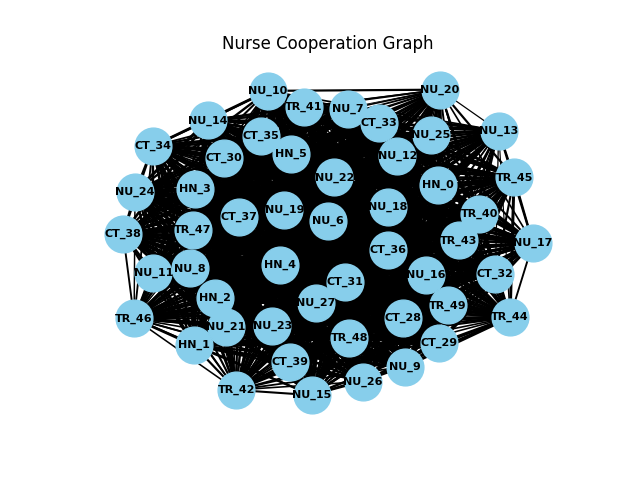 Nurse Cooperation Graph
NU_20
NU_10
TR_41
NU_7
NU_14
CT_33
NU_13
NU_25
CT_35
CT_34
HN_5
NU_12
CT_30
NU_22
TR_45
HN_0
HN_3
NU_24
NU_18
NU_19
TR_40
CT_37
NU_6
TR_47
CT_38
TR_43
NU_17
CT_36
HN_4
NU_8
NU_11
CT_32
NU_16
CT_31
HN_2
NU_27
TR_49
TR_44
TR_46
CT_28
NU_23
NU_21
TR_48
CT_29
HN_1
CT_39
NU_9
NU_26
TR_42
NU_15